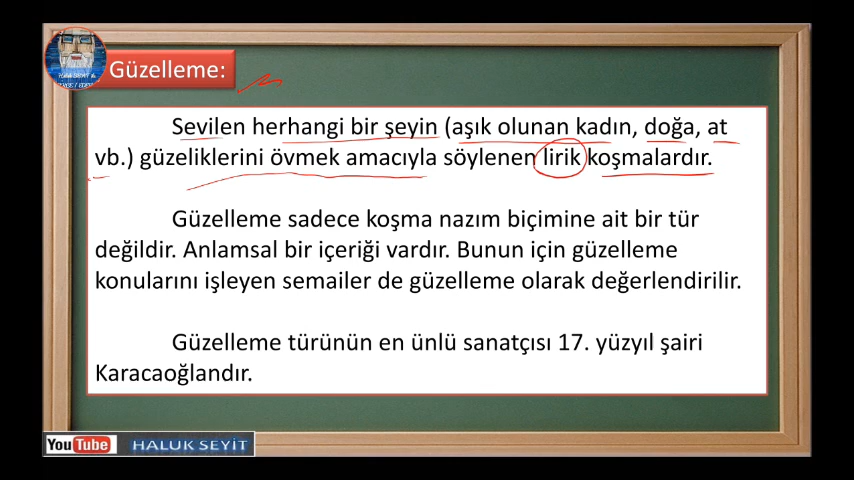 Güzelleme:
Sevilen herhangi bir şeyin (aşık olunan kadın, doğa, at
vb.) güzeliklerini övmek amacıyla söylenen lirik koşmalardır.
Güzelleme sadece koşma nazım biçimine ait bir tür
değildir. Anlamsal bir içeriği vardır. Bunun için güzelleme
konularını işleyen semailer de güzelleme olarak değerlendirilir.
Güzelleme türünün en ünlü sanatçısı 17. yüzyıl şairi
Karacaoğlandır.
YouTube HALUK SEYİT